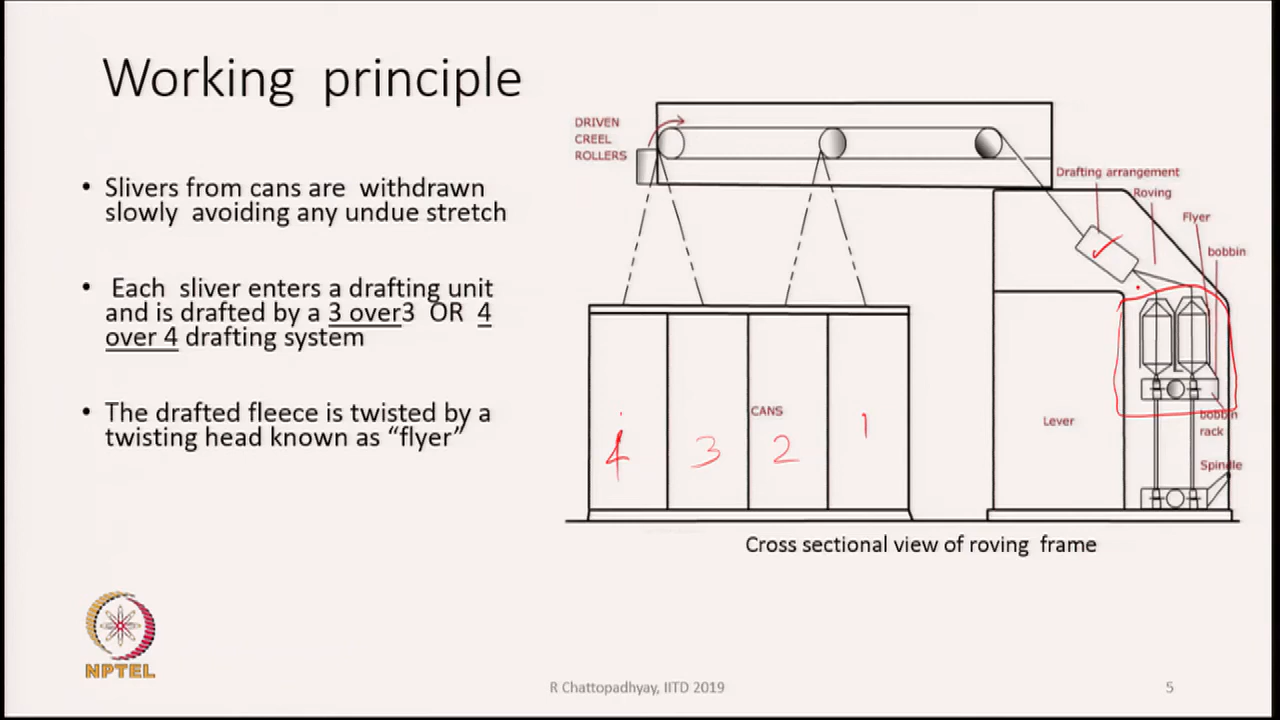 Working principle
• Slivers from cans are withdrawn
slowly avoiding any undue stretch
• Each sliver enters a drafting unit
and is drafted by a 3 over3 OR 4
over 4 drafting system
• The drafted fleece is twisted by a
twisting head known as “flyer”
DRIVEN
CREEL
ROLLERS
Drafting arrangement
Roving
Flyer
bobbin
CANS
4 3 2 1
Lever
bobbin
rack
Spindle
Cross sectional view of roving frame
NPTEL
R Chattopadhyay, IITD 2019
5